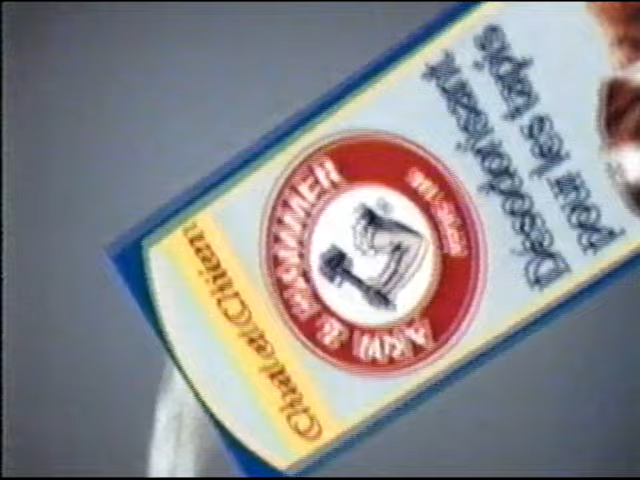 Chat et Chien
ARM & HAMMER
Désodorisant
pour les tapis